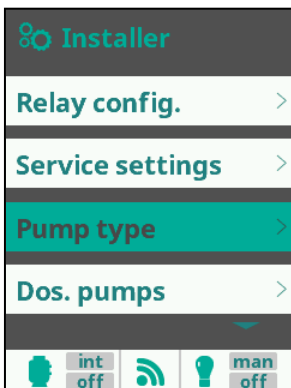 Installer
Relay config.
Service settings
Pump type
Dos. pumps
int man
off off